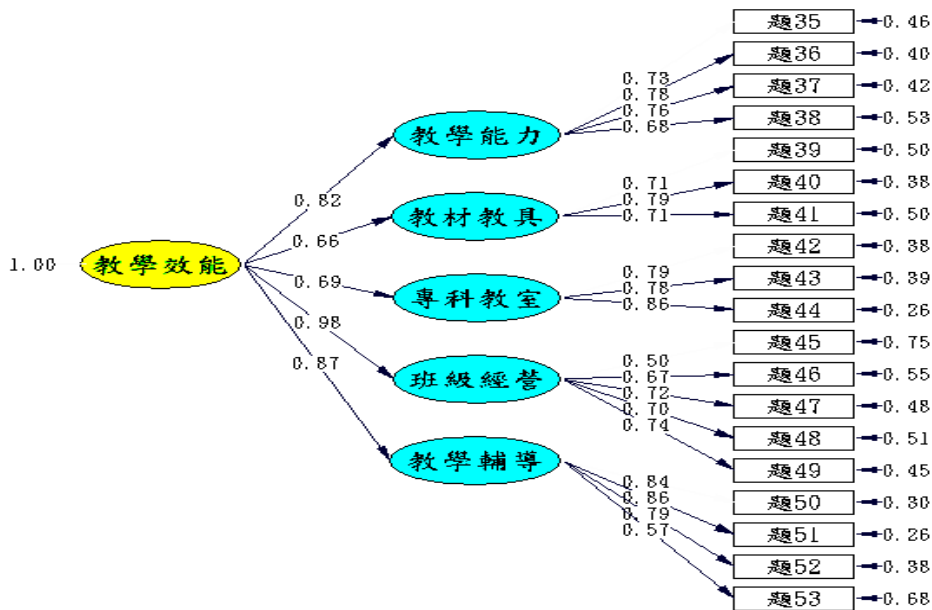 題35 0.46
題36 0.40
0.73
0.78
題37 0.42
0.76
0.68
題38 0.53
教學能力
題39 0.50
0.71
題40 0.38
0.79
0.82
教材教具
0.71
題41 0.50
0.66
題42 0.38
1.00
教學效能
0.79
題43 0.39
0.69
0.78
專科教室
0.86
題44 0.26
0.98
題45 0.75
0.87
0.50
0.67
題46 0.55
班級經營
0.72
0.70
題47 0.48
0.74
題48 0.51
教學輔導
題49 0.45
0.84
0.86
題50 0.30
0.79
0.57
題51 0.26
題52 0.38
題53 0.68